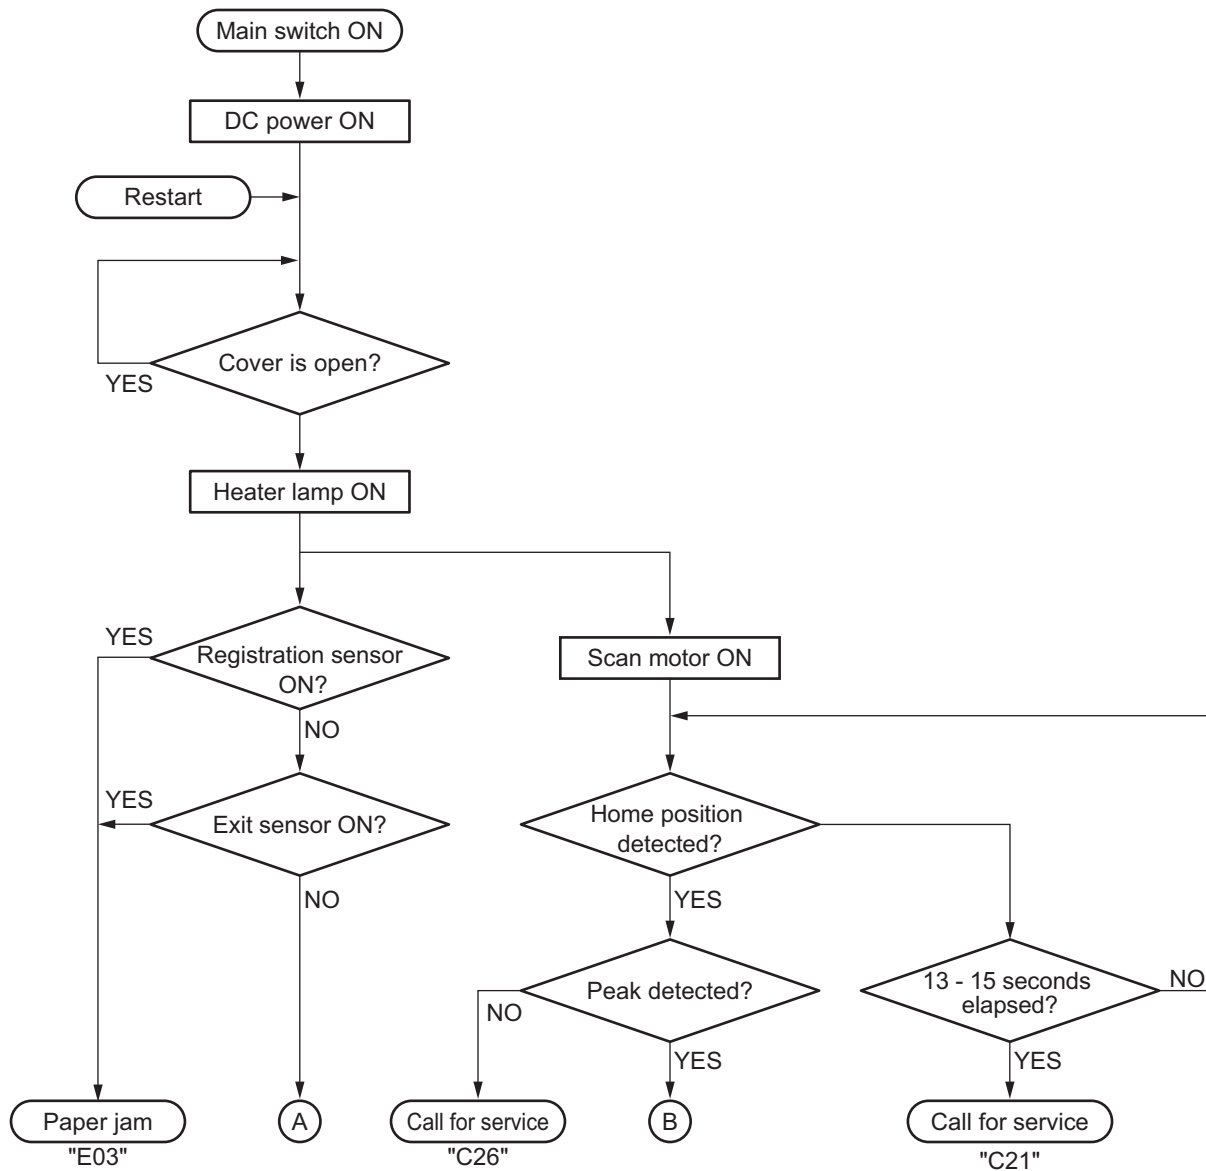 Main switch ON
DC power ON
Restart
Cover is open?
YES
Heater lamp ON
YES
Registration sensor
ON?
NO
Scan motor ON
YES
Exit sensor ON?
NO
Home position
detected?
YES
Peak detected?
NO
YES
13 - 15 seconds
elapsed?
NO
YES
Paper jam
"E03"
A
Call for service
"C26"
B
Call for service
"C21"